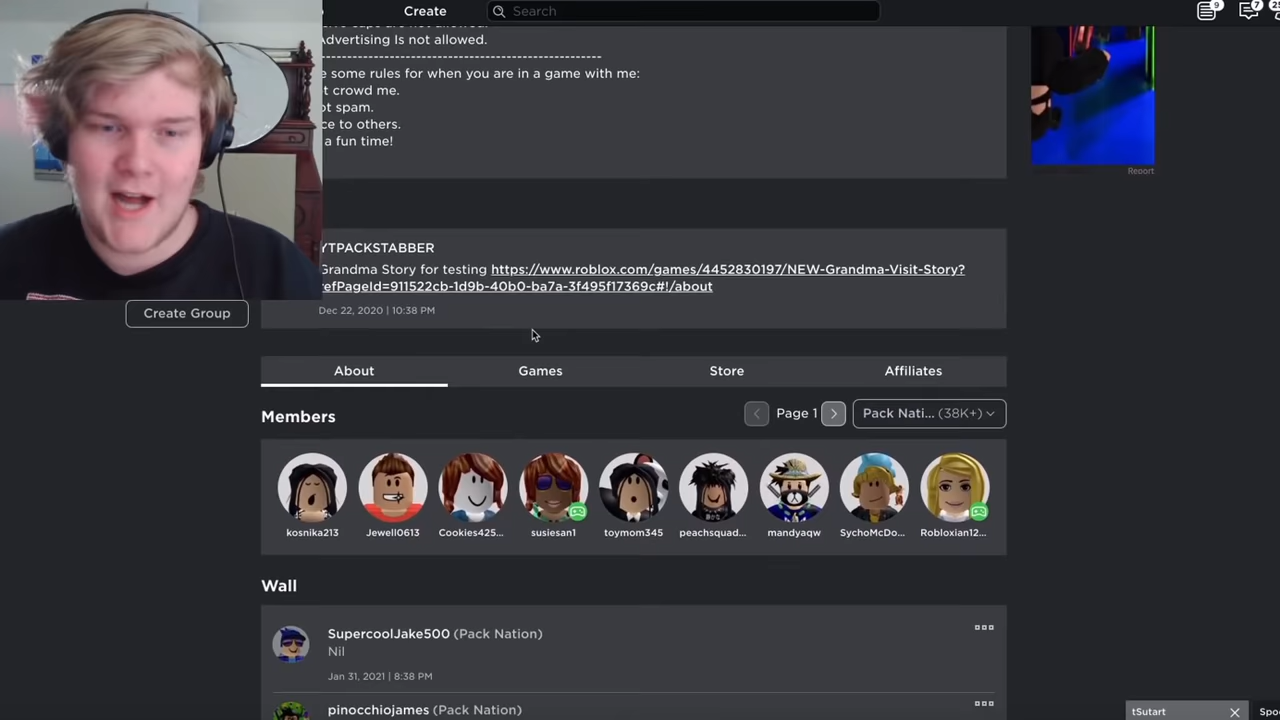 Create
Search
9
7
Advertising Is not allowed.
--------------------------------------------------------
some rules for when you are in a game with me:
crowd me.
spam.
to others.
a fun time!
Report
YTPACKSTABBER
Grandma Story for testing https://www.roblox.com/games/4452830197/NEW-Grandma-Visit-Story?
refPageId=911522cb-1d9b-40b0-ba7a-3f495f17369c#!/about
Dec 22, 2020 | 10:38 PM
Create Group
About
Games
Store
Affiliates
Members
Page 1
Pack Nati... (38K+)
kosnika213
Jewell0613
Cookies425...
susiesan1
toymom345
peachsquad...
mandyaqw
SychoMcDo...
Robloxian12...
Wall
SupercoolJake500 (Pack Nation)
Nil
Jan 31, 2021 | 8:38 PM
pinocchiojames (Pack Nation)
tSutart
Spoo